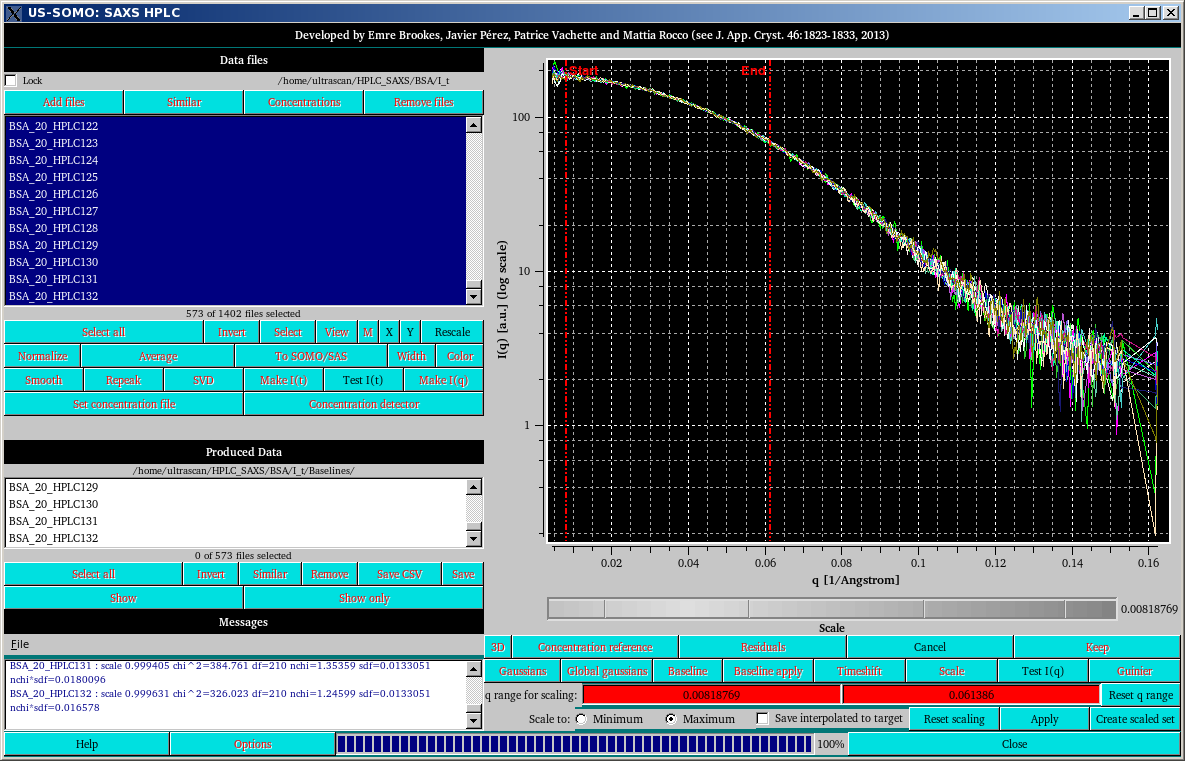 US-SOMO: SAXS HPLC
Developed by Emre Brookes, Javier Pérez, Patrice Vachette and Mattia Rocco (see J. App. Cryst. 46:1823-1833, 2013)
Data files
Lock /home/ultrascan/HPLC_SAXS/BSA/I_t
Add files Similar Concentrations Remove files
BSA_20_HPLC122
BSA_20_HPLC123
BSA_20_HPLC124
BSA_20_HPLC125
BSA_20_HPLC126
BSA_20_HPLC127
BSA_20_HPLC128
BSA_20_HPLC129
BSA_20_HPLC130
BSA_20_HPLC131
BSA_20_HPLC132
573 of 1402 files selected
Select all Invert Select View M X Y Rescale
Normalize Average To SOMO/SAS Width Color
Smooth Repeak SVD Make I(t) Test I(t) Make I(q)
Set concentration file Concentration detector
Produced Data
/home/ultrascan/HPLC_SAXS/BSA/I_t/Baselines/
BSA_20_HPLC129
BSA_20_HPLC130
BSA_20_HPLC131
BSA_20_HPLC132
0 of 573 files selected
Select all Invert Similar Remove Save CSV Save
Show Show only
Messages
File
BSA_20_HPLC131 : scale 0.999405 chi^2=384.761 df=210 nchi=1.35359 sdf=0.0133051
nchi*sdf=0.0180096
BSA_20_HPLC132 : scale 0.999631 chi^2=326.023 df=210 nchi=1.24599 sdf=0.0133051
nchi*sdf=0.016578
Start End
I(q) [a.u.] (log scale)
100
10
1
0.02 0.04 0.06 0.08 0.1 0.12 0.14 0.16
q [1/Angstrom]
0.00818769
Scale
3D Concentration reference Residuals Cancel Keep
Gaussians Global gaussians Baseline Baseline apply Timeshift Scale Test I(q) Guinier
q range for scaling: 0.00818769 0.061386 Reset q range
Scale to: Minimum Maximum Save interpolated to target Reset scaling Apply Create scaled set
Help Options 100% Close